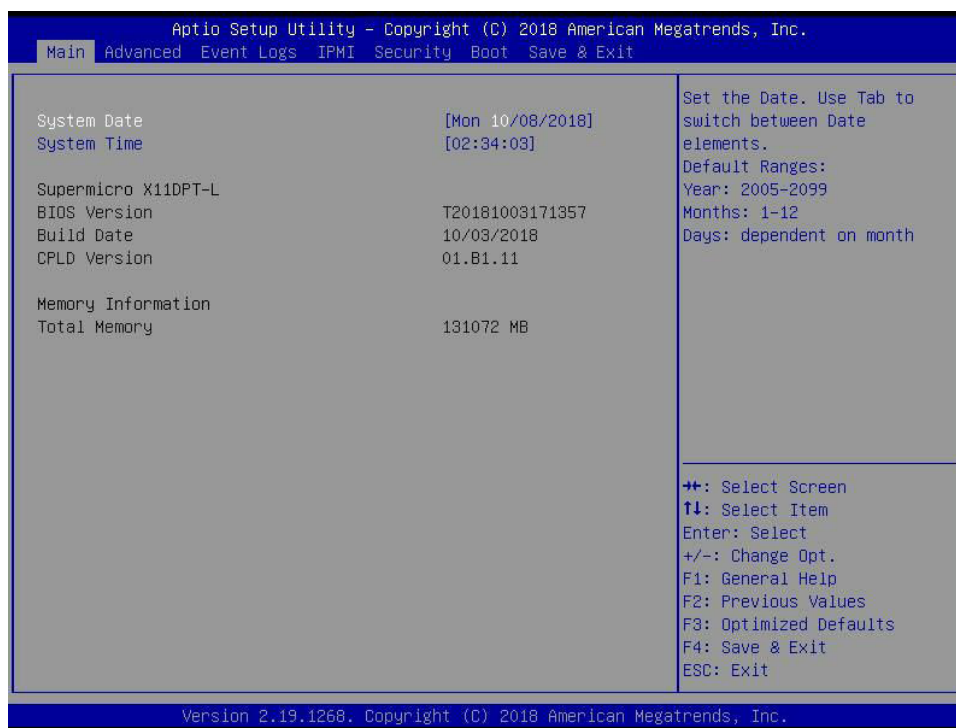 Aptio Setup Utility – Copyright (C) 2018 American Megatrends, Inc.
Main Advanced Event Logs IPMI Security Boot Save & Exit
System Date [Mon 10/08/2018]
System Time [02:34:03]
Supermicro X11DPT-L
BIOS Version T20181003171357
Build Date 10/03/2018
CPLD Version 01.B1.11
Memory Information
Total Memory 131072 MB
Set the Date. Use Tab to
switch between Date
elements.
Default Ranges:
Year: 2005-2099
Months: 1-12
Days: dependent on month
→←: Select Screen
↑↓: Select Item
Enter: Select
+/-: Change Opt.
F1: General Help
F2: Previous Values
F3: Optimized Defaults
F4: Save & Exit
ESC: Exit
Version 2.19.1268. Copyright (C) 2018 American Megatrends, Inc.